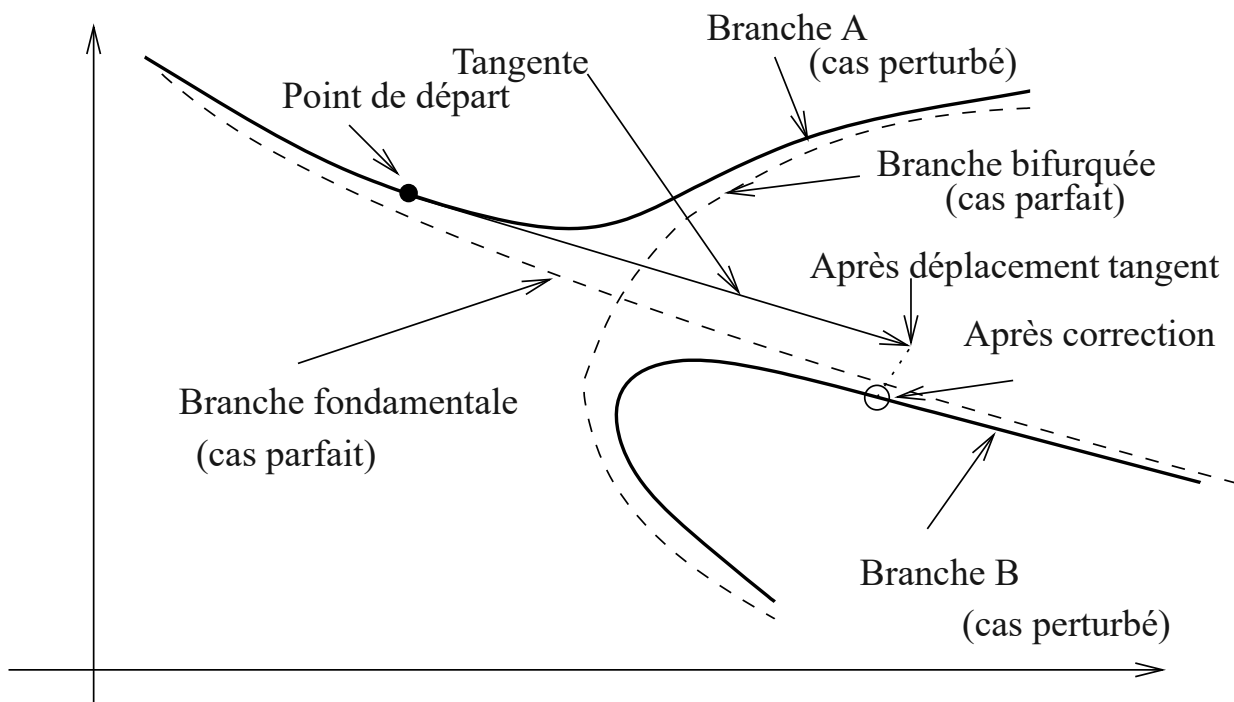 Branche A
(cas perturbé)
Tangente
Point de départ
Branche bifurquée
(cas parfait)
Après déplacement tangent
Après correction
Branche fondamentale
(cas parfait)
Branche B
(cas perturbé)